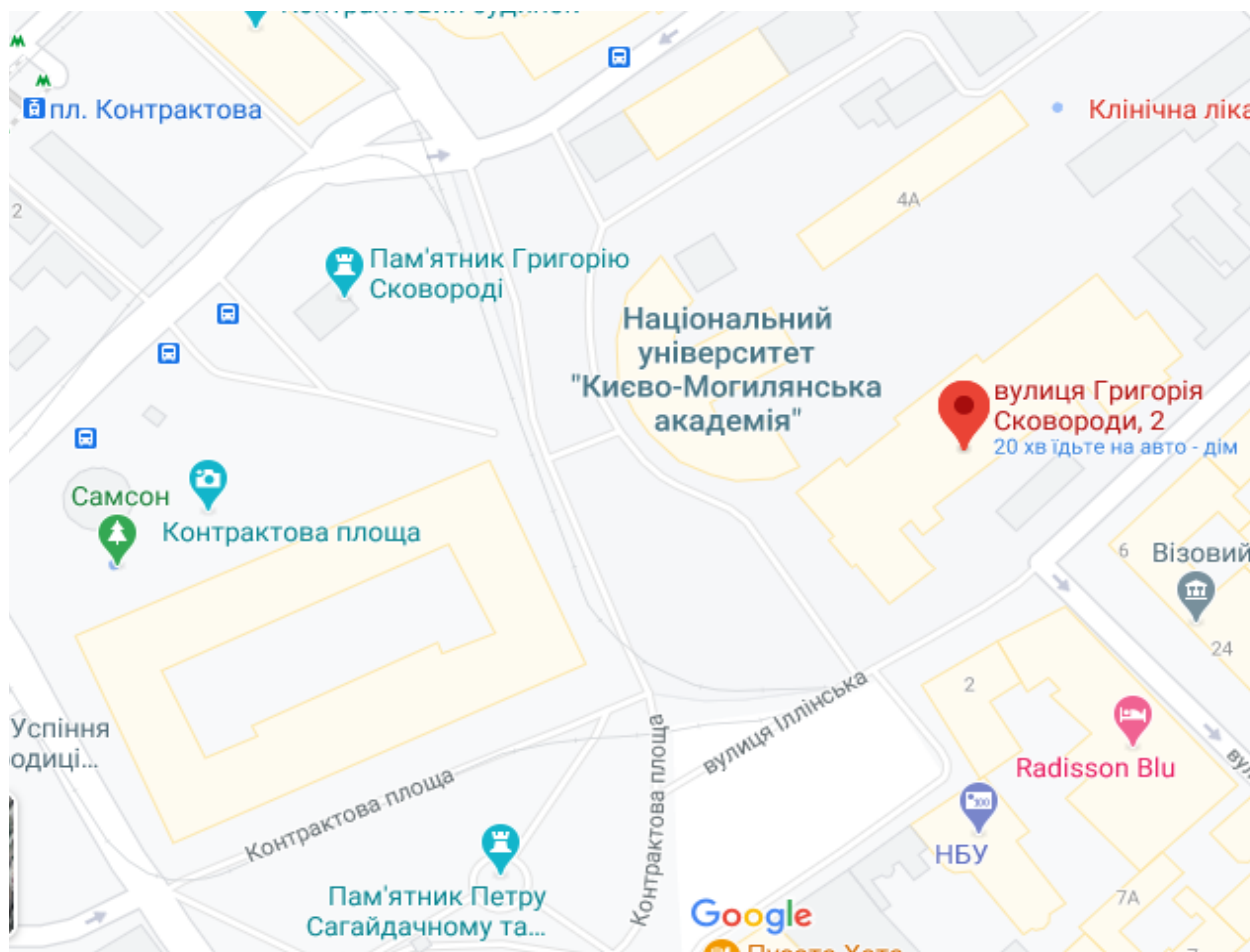 пл. Контрактова
Клінічна ліка
2
4А
Пам'ятник Григорію
Сковороді
Національний
університет
"Києво-Могилянська
академія"
вулиця Григорія
Сковороди, 2
20 хв їдьте на авто - дім
Самсон
Контрактова площа
6
Візовий
24
2
Успіння
одиці...
вулиця Іллінська
Контрактова площа
Контрактова площа
Radisson Blu
НБУ
100
Пам'ятник Петру
Сагайдачному та...
7А
Google